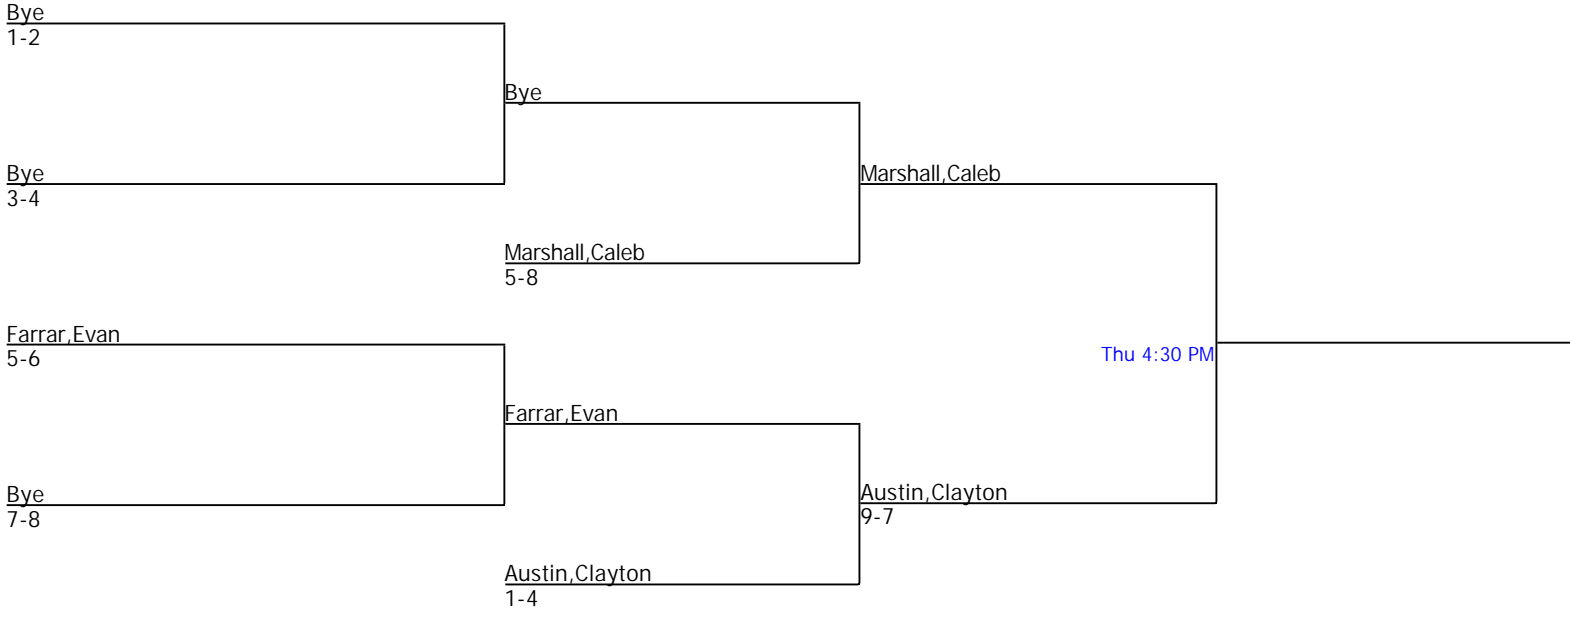 Bye
1-2
Bye
Bye
3-4
Marshall,Caleb
Marshall,Caleb
5-8
Farrar,Evan
5-6
Thu 4:30 PM
Farrar,Evan
Bye
7-8
Austin,Clayton
9-7
Austin,Clayton
1-4